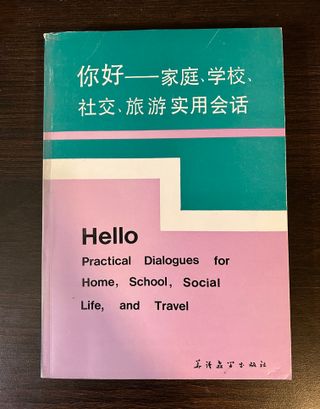 你好——家庭、学校、
社交、旅游实用会话
Hello
Practical Dialogues for
Home, School, Social
Life, and Travel
华语教学出版社